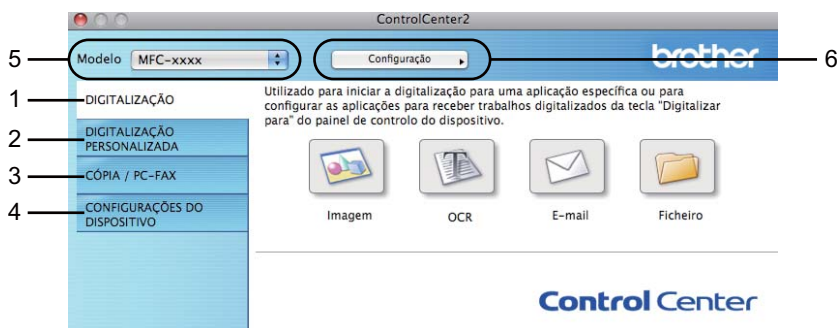 ControlCenter2
5
Modelo MFC-xxxx
Configuração
brother
6
1
DIGITALIZAÇÃO
2
DIGITALIZAÇÃO
PERSONALIZADA
3
CÓPIA / PC-FAX
4
CONFIGURAÇÕES DO
DISPOSITIVO
Utilizado para iniciar a digitalização para uma aplicação específica ou para
configurar as aplicações para receber trabalhos digitalizados da tecla "Digitalizar
para" do painel de controlo do dispositivo.
Imagem
OCR
E-mail
Ficheiro
Control Center